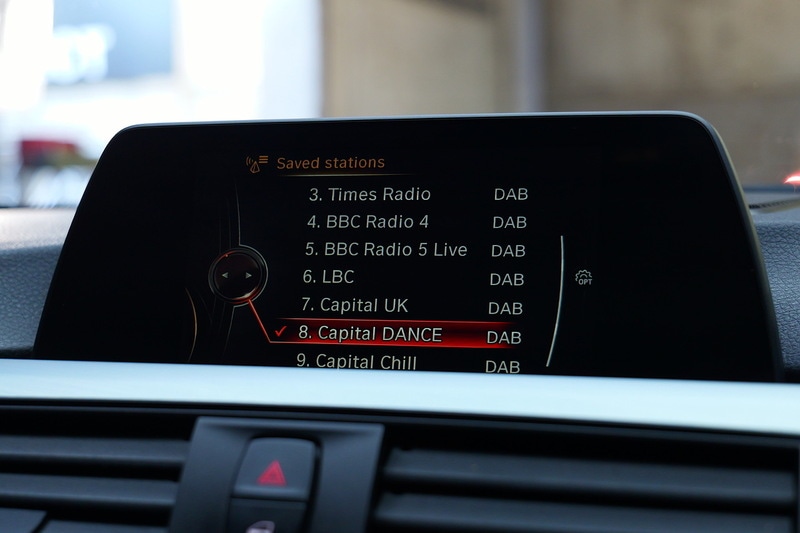 Saved stations
3. Times Radio DAB
4. BBC Radio 4 DAB
5. BBC Radio 5 Live DAB
6. LBC DAB
7. Capital UK DAB
8. Capital DANCE DAB
9. Capital Chill DAB
OPT